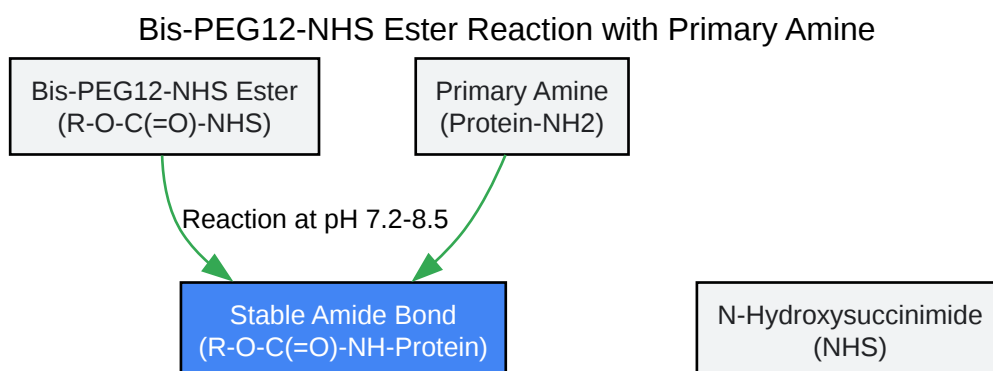 Bis-PEG12-NHS Ester Reaction with Primary Amine
Bis-PEG12-NHS Ester
(R-O-C(=O)-NHS)
Primary Amine
(Protein-NH2)
Reaction at pH 7.2-8.5
Stable Amide Bond
(R-O-C(=O)-NH-Protein)
N-Hydroxysuccinimide
(NHS)